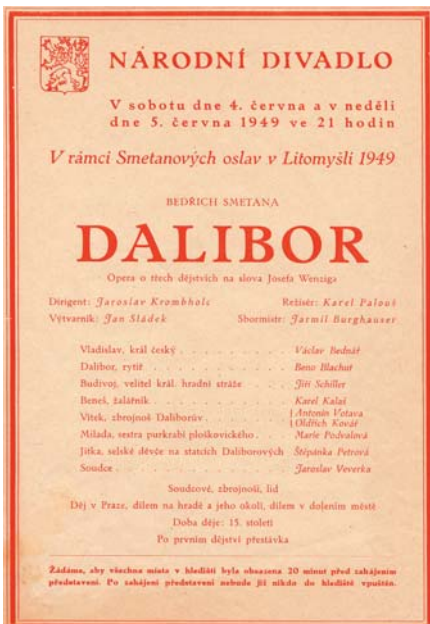 NÁRODNÍ DIVADLO
V sobotu dne 4. června a v neděli
dne 5. června 1949 ve 21 hodin
V rámci Smetanových oslav v Litomyšli 1949
BEDŘICH SMETANA
DALIBOR
Opera o třech dějstvích na slova Josefa Wenziga
Dirigent: Jaroslav Krombholc Režisér: Karel Palouš
Výtvarník: Jan Sládek Sbormistr: Jarmil Burghauser
Vladislav, král český . . . . . . . . . Václav Bednář
Dalibor, rytíř . . . . . . . . . . . Beno Blachut
Budivoj, velitel král. hradní stráže . . . . Jiří Schiller
Beneš, žalářník . . . . . . . . . . Karel Kalaš
Vítek, zbrojnoš Daliborův . . . . . . { Antonín Votava
{ Oldřich Kovář
Milada, sestra purkrabí ploškovického . . . Marie Podvalová
Jitka, selské děvče na statcích Daliborových Štěpánka Petrová
Soudce . . . . . . . . . . . . Jaroslav Veverka
Soudcové, zbrojnoši, lid
Děj v Praze, dílem na hradě a jeho okolí, dílem v dolením městě
Doba děje: 15. století
Po prvním dějství přestávka
Žádáme, aby všechna místa v hledišti byla obsazena 20 minut před zahájením
představení. Po zahájení představení nebude již nikdo do hlediště vpuštěn.